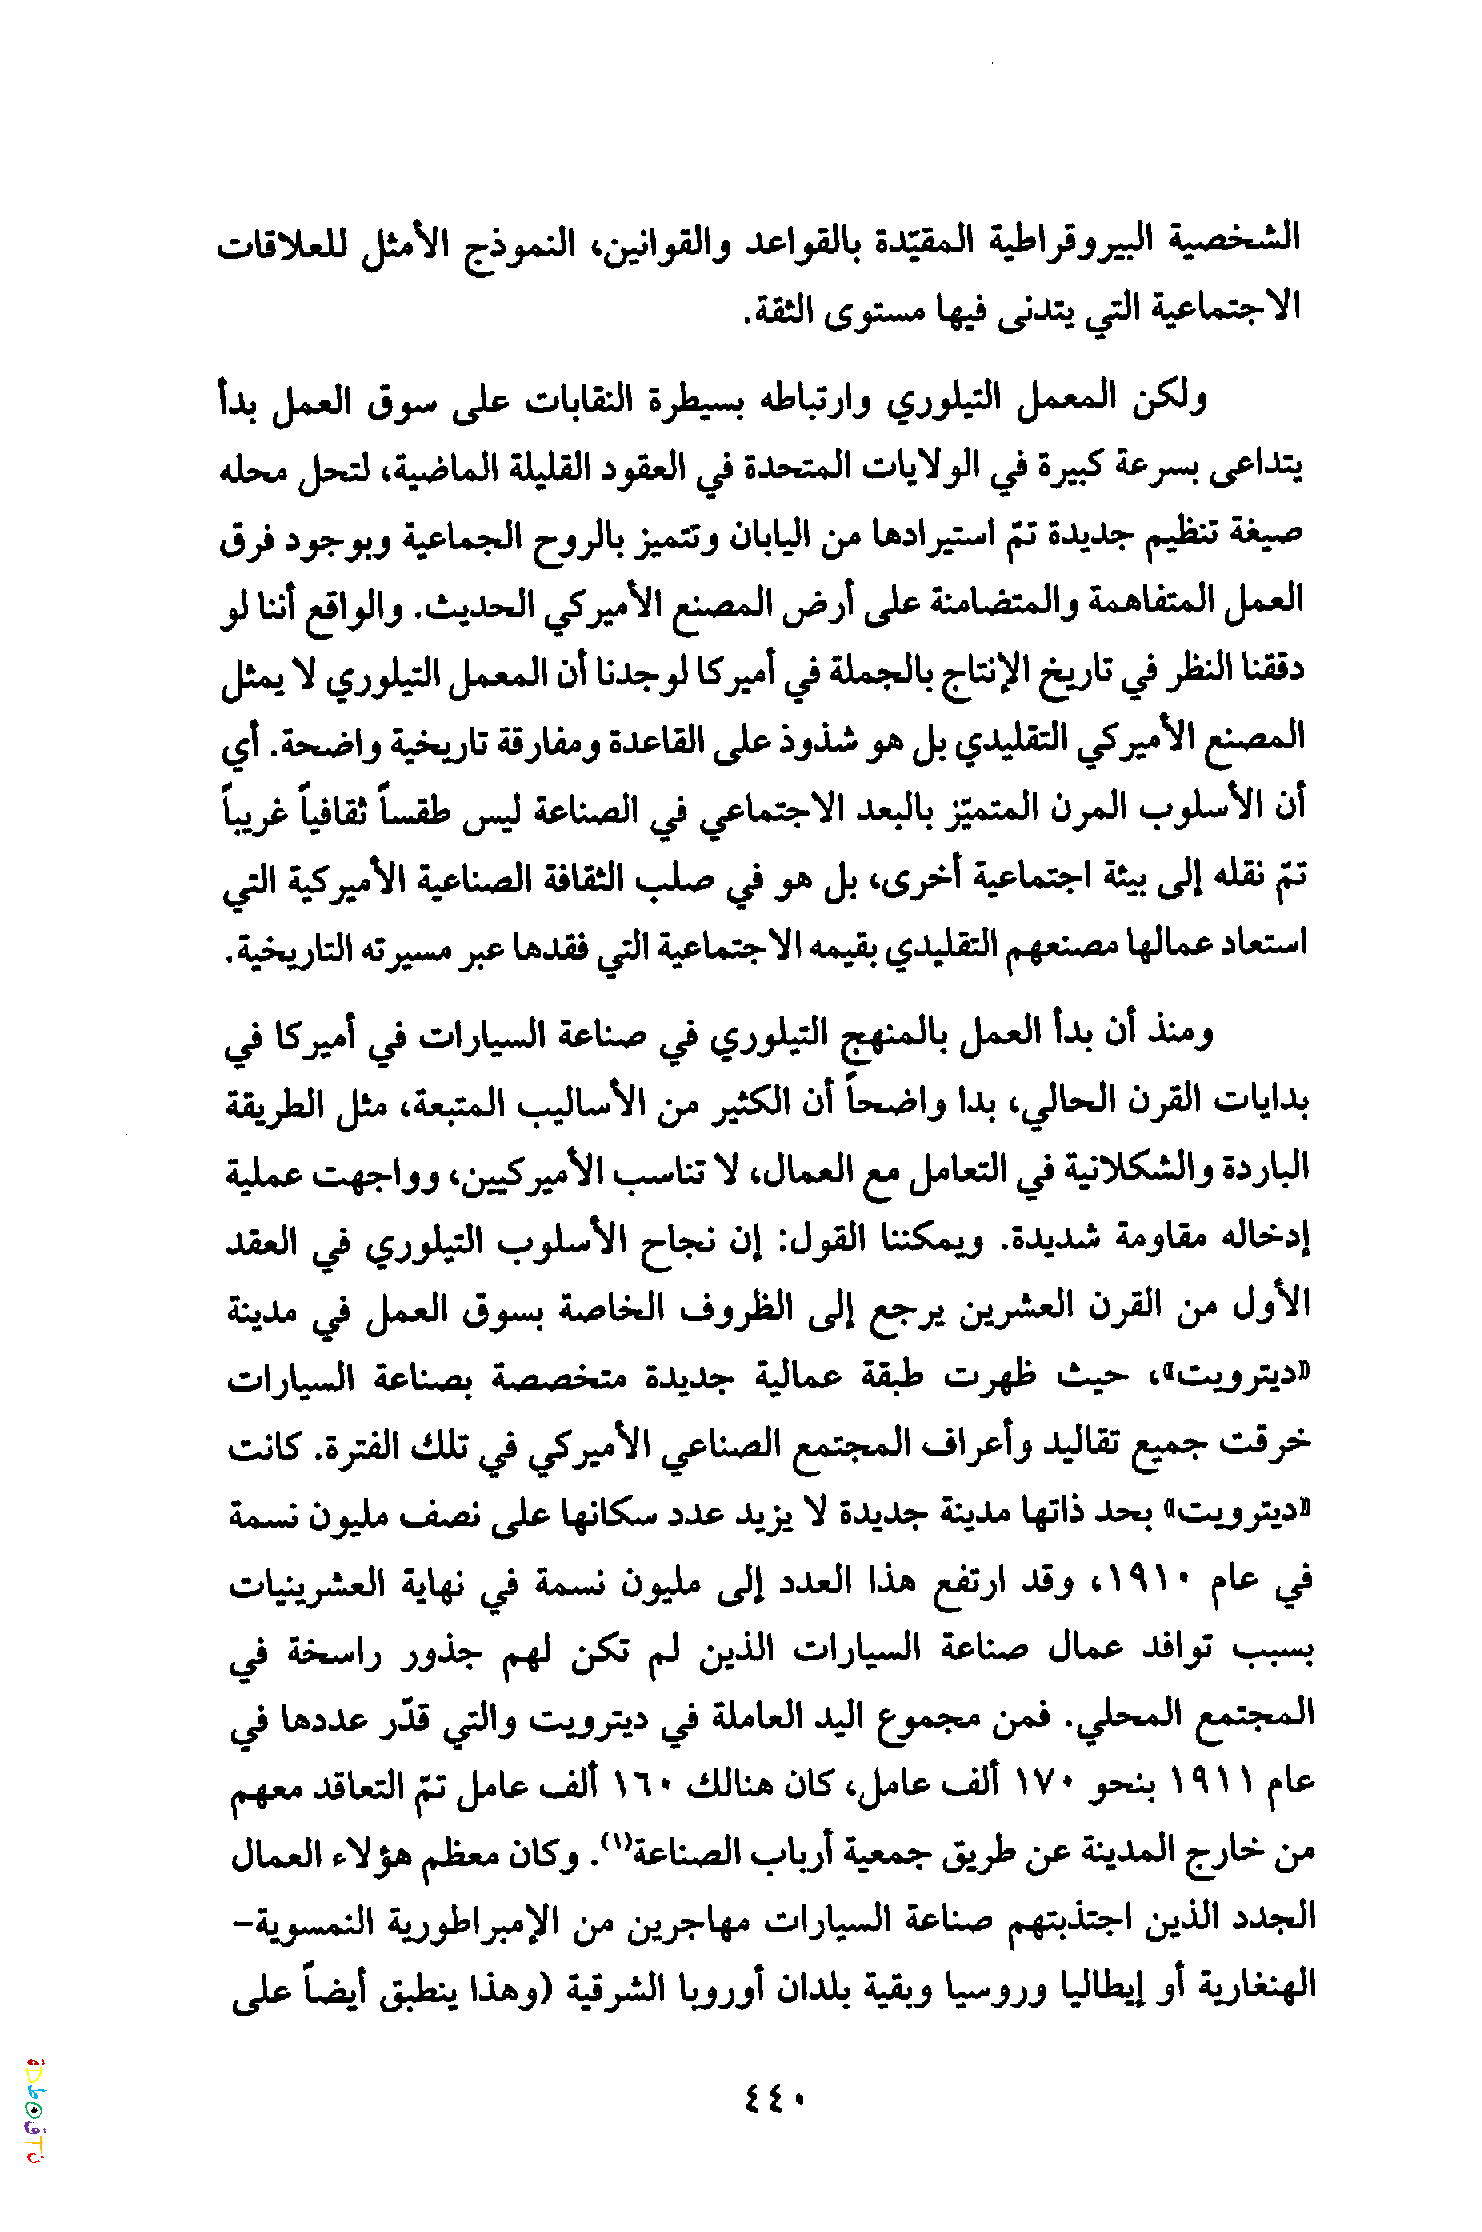 الشخصية البيروقراطية المقيّدة بالقواعد والقوانين، النموذج الأمثل للعلاقات
الاجتماعية التي يتدنى فيها مستوى الثقة.
ولكن المعمل التيلوري وارتباطه بسيطرة النقابات على سوق العمل بدأ
يتداعى بسرعة كبيرة في الولايات المتحدة في العقود القليلة الماضية، لتحل محله
صيغة تنظيم جديدة تمّ استيرادها من اليابان وتتميز بالروح الجماعية وبوجود فرق
العمل المتفاهمة والمتضامنة على أرض المصنع الأميركي الحديث. والواقع أننا لو
دققنا النظر في تاريخ الإنتاج بالجملة في أميركا لوجدنا أن المعمل التيلوري لا يمثل
المصنع الأميركي التقليدي بل هو شذوذ على القاعدة ومفارقة تاريخية واضحة. أي
أن الأسلوب المرن المتميّز بالبعد الاجتماعي في الصناعة ليس طقساً ثقافياً غريباً
تمّ نقله إلى بيئة اجتماعية أخرى، بل هو في صلب الثقافة الصناعية الأميركية التي
استعاد عمالها مصنعهم التقليدي بقيمه الاجتماعية التي فقدها عبر مسيرته التاريخية.
ومنذ أن بدأ العمل بالمنهج التيلوري في صناعة السيارات في أميركا في
بدايات القرن الحالي، بدا واضحاً أن الكثير من الأساليب المتبعة، مثل الطريقة
الباردة والشكلانية في التعامل مع العمال، لا تناسب الأميركيين، وواجهت عملية
إدخاله مقاومة شديدة. ويمكننا القول: إن نجاح الأسلوب التيلوري في العقد
الأول من القرن العشرين يرجع إلى الظروف الخاصة بسوق العمل في مدينة
«ديترويت»، حيث ظهرت طبقة عمالية جديدة متخصصة بصناعة السيارات
خرقت جميع تقاليد وأعراف المجتمع الصناعي الأميركي في تلك الفترة. كانت
«ديترويت» بحد ذاتها مدينة جديدة لا يزيد عدد سكانها على نصف مليون نسمة
في عام ١٩١٠، وقد ارتفع هذا العدد إلى مليون نسمة في نهاية العشرينيات
بسبب توافد عمال صناعة السيارات الذين لم تكن لهم جذور راسخة في
المجتمع المحلي. فمن مجموع اليد العاملة في ديترويت والتي قدّر عددها في
عام ١٩١١ بنحو ١٧٠ ألف عامل، كان هنالك ١٦٠ ألف عامل تمّ التعاقد معهم
من خارج المدينة عن طريق جمعية أرباب الصناعة(١). وكان معظم هؤلاء العمال
الجدد الذين اجتذبتهم صناعة السيارات مهاجرين من الإمبراطورية النمسوية-
الهنغارية أو إيطاليا وروسيا وبقية بلدان أوروبا الشرقية (وهذا ينطبق أيضاً على
٤٤٠